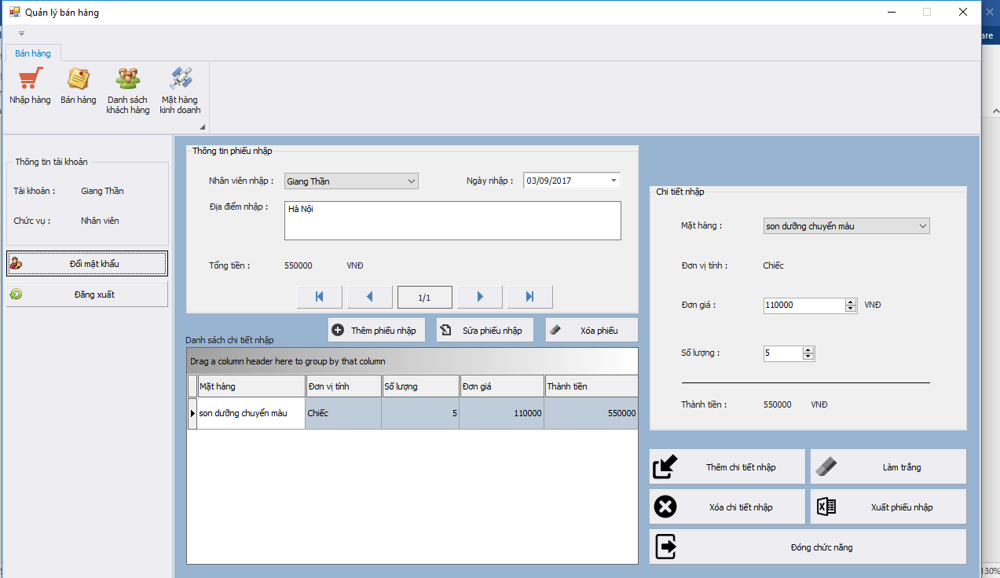 Quản lý bán hàng
are
Bán hàng
Nhập hàng
Bán hàng
Danh sách
khách hàng
Mặt hàng
kinh doanh
Thông tin tài khoản
Tài khoản : Giang Thần
Chức vụ : Nhân viên
Đổi mật khẩu
Đăng xuất
Thông tin phiếu nhập
Nhân viên nhập : Giang Thần Ngày nhập : 03/09/2017
Địa điểm nhập : Hà Nội
Tổng tiền : 550000 VNĐ
1/1
Thêm phiếu nhập Sửa phiếu nhập Xóa phiếu
Danh sách chi tiết nhập
Drag a column header here to group by that column
Mặt hàng Đơn vị tính Số lượng Đơn giá Thành tiền
son dưỡng chuyển màu Chiếc 5 110000 550000
Chi tiết nhập
Mặt hàng : son dưỡng chuyển màu
Đơn vị tính : Chiếc
Đơn giá : 110000 VNĐ
Số lượng : 5
Thành tiền : 550000 VNĐ
Thêm chi tiết nhập Làm trắng
Xóa chi tiết nhập Xuất phiếu nhập
Đóng chức năng
130%